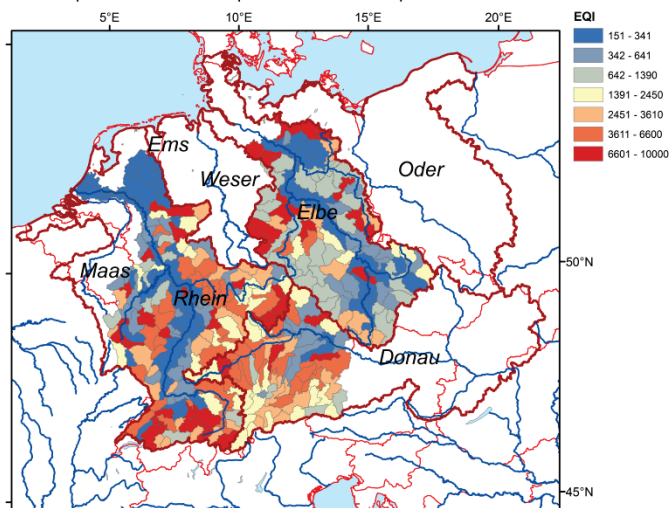 5°E 10°E 15°E 20°E
EQI
151 - 341
342 - 641
642 - 1390
1391 - 2450
2451 - 3610
3611 - 6600
6601 - 10000
Ems
Weser
Oder
Elbe
50°N
Maas
Rhein
Donau
45°N